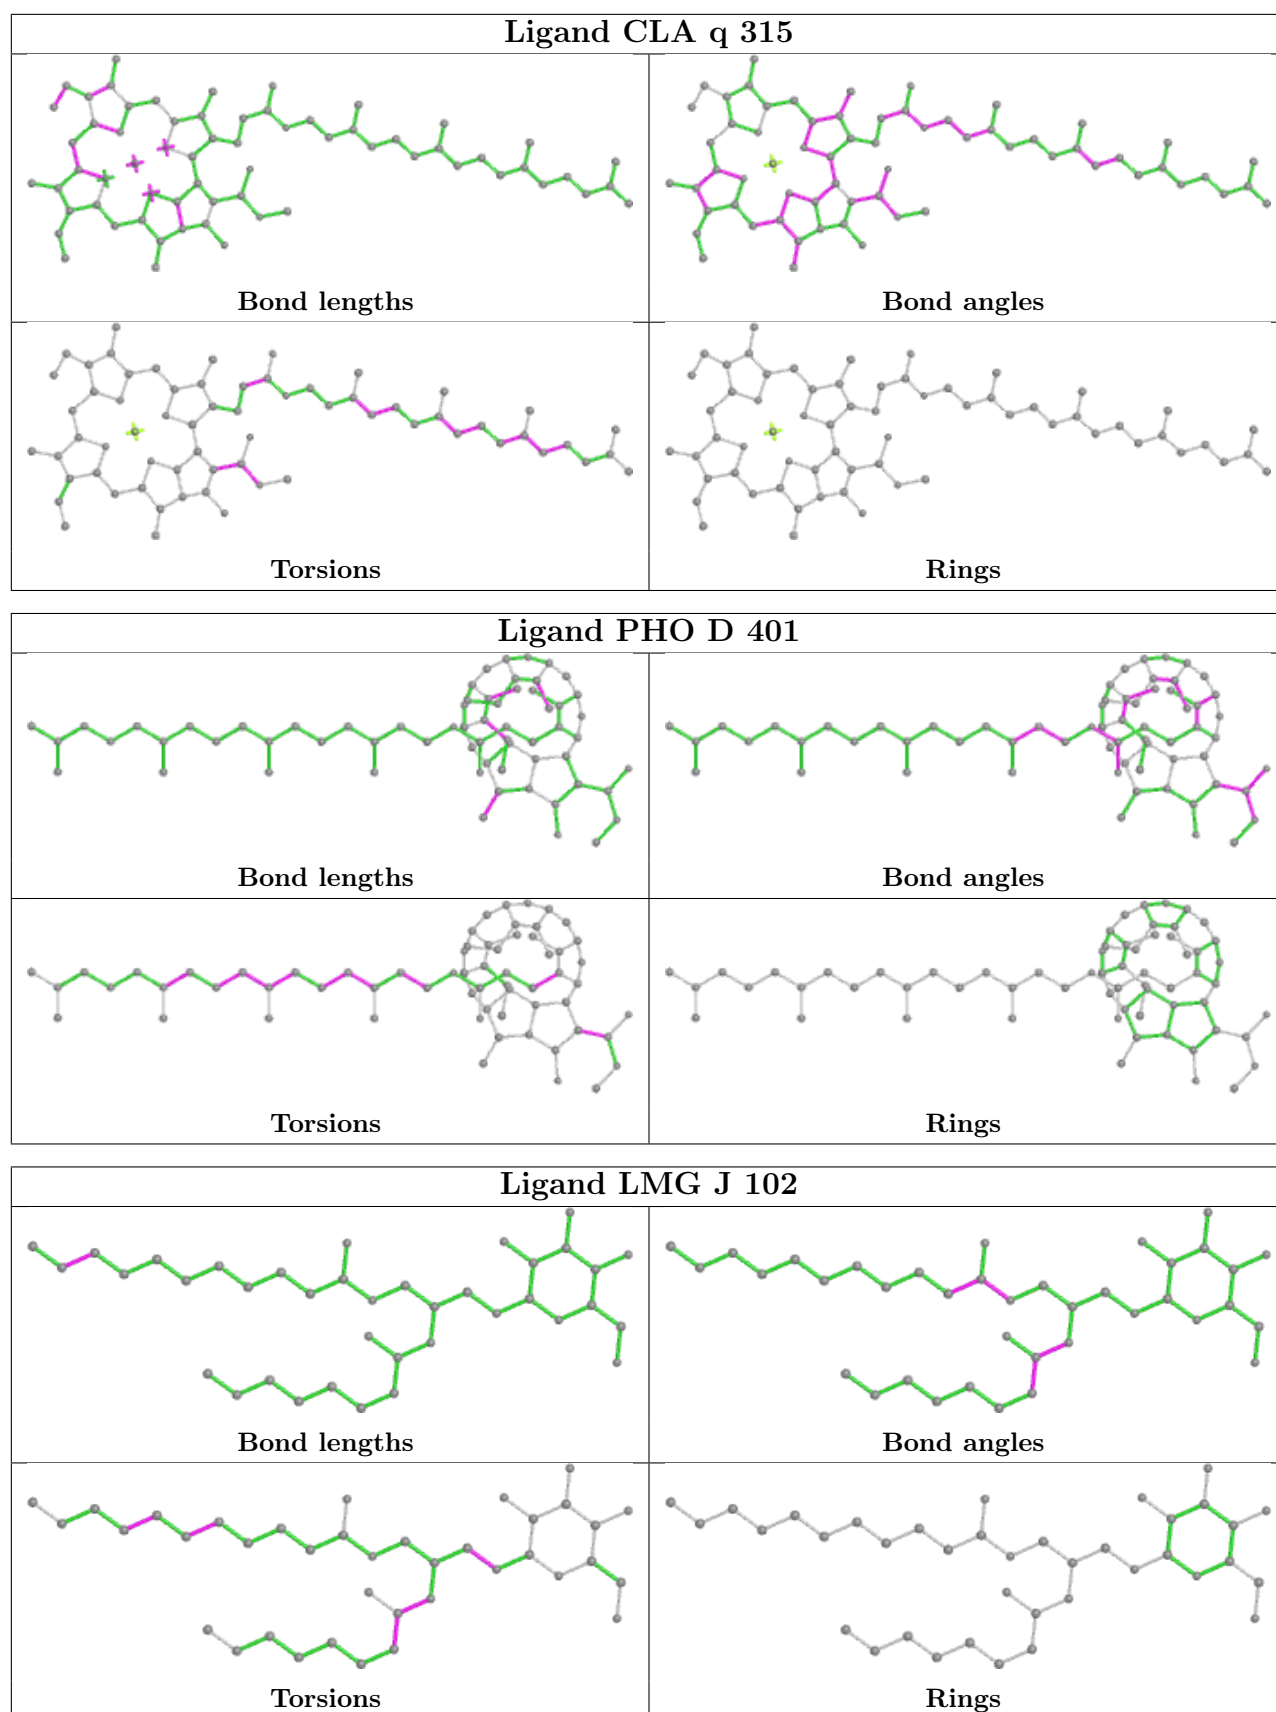 Ligand CLA q 315
Bond lengths
Bond angles
Torsions
Rings
Ligand PHO D 401
Bond lengths
Bond angles
Torsions
Rings
Ligand LMG J 102
Bond lengths
Bond angles
Torsions
Rings